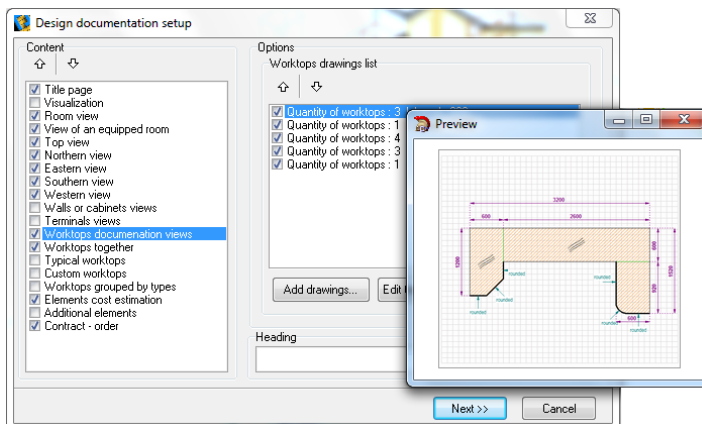 Design documentation setup
Content
Title page
Visualization
Room view
View of an equipped room
Top view
Northern view
Eastern view
Southern view
Western view
Walls or cabinets views
Terminals views
Worktops documenation views
Worktops together
Typical worktops
Custom worktops
Worktops grouped by types
Elements cost estimation
Additional elements
Contract - order
Options
Worktops drawings list
Quantity of worktops : 3
Quantity of worktops : 1
Quantity of worktops : 4
Quantity of worktops : 3
Quantity of worktops : 1
Add drawings...
Edit
Heading
Next >>
Cancel
Preview
3200
600
2600
1200
600
920
1520
600
rounded
rounded
rounded
rounded
rounded
rounded